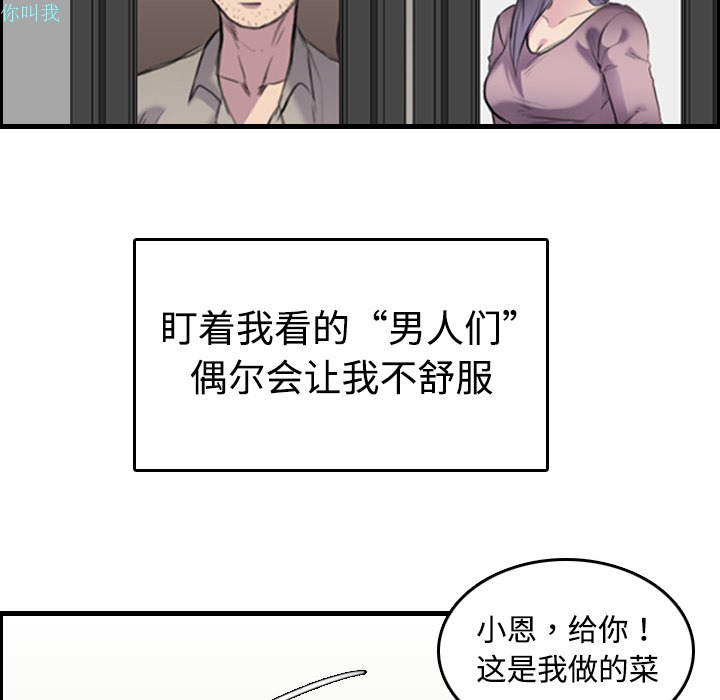 你叫我
盯着我看的“男人们”
偶尔会让我不舒服
小恩，给你！
这是我做的菜